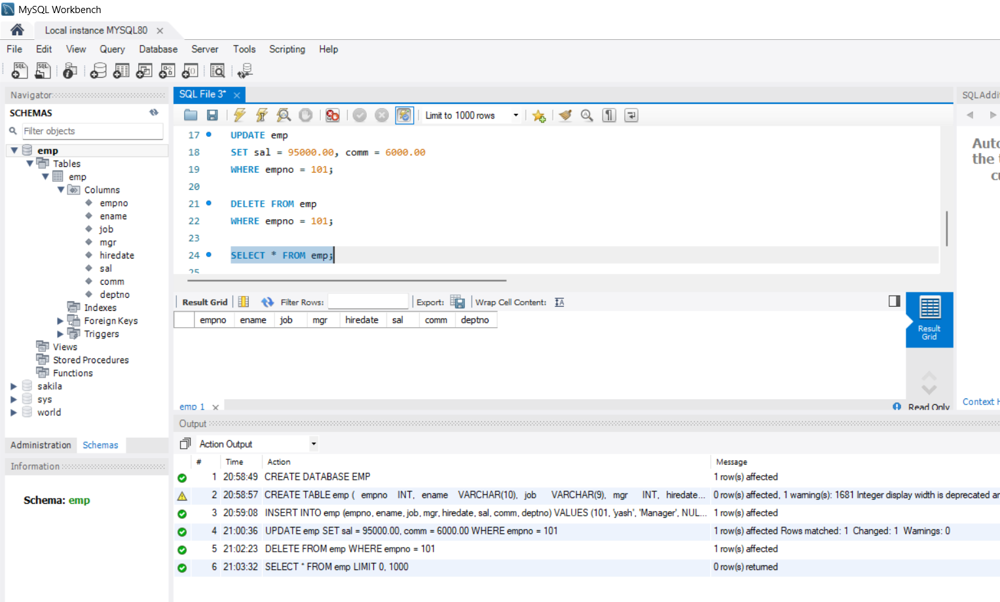 MySQL Workbench
Local instance MYSQL80
File Edit View Query Database Server Tools Scripting Help
Navigator
SCHEMAS
Filter objects
emp
Tables
emp
Columns
empno
ename
job
mgr
hiredate
sal
comm
deptno
Indexes
Foreign Keys
Triggers
Views
Stored Procedures
Functions
sakila
sys
world
Administration Schemas
Information
Schema: emp
SQL File 3*
Limit to 1000 rows
17 UPDATE emp
18 SET sal = 95000.00, comm = 6000.00
19 WHERE empno = 101;
20
21 DELETE FROM emp
22 WHERE empno = 101;
23
24 SELECT * FROM emp;
25
Result Grid Filter Rows: Export: Wrap Cell Content: IA
empno ename job mgr hiredate sal comm deptno
Result
Grid
emp 1
Read Only
Output
Action Output
# Time Action Message
1 20:58:49 CREATE DATABASE EMP 1 row(s) affected
2 20:58:57 CREATE TABLE emp ( empno INT, ename VARCHAR(10), job VARCHAR(9), mgr INT, hiredate... 0 row(s) affected, 1 warning(s): 1681 Integer display width is deprecated an
3 20:59:08 INSERT INTO emp (empno, ename, job, mgr, hiredate, sal, comm, deptno) VALUES (101, 'yash', 'Manager', NUL... 1 row(s) affected
4 21:00:36 UPDATE emp SET sal = 95000.00, comm = 6000.00 WHERE empno = 101 1 row(s) affected Rows matched: 1 Changed: 1 Warnings: 0
5 21:02:23 DELETE FROM emp WHERE empno = 101 1 row(s) affected
6 21:03:32 SELECT * FROM emp LIMIT 0, 1000 0 row(s) returned
SQLAddi
Auto
the t
cu
Context H